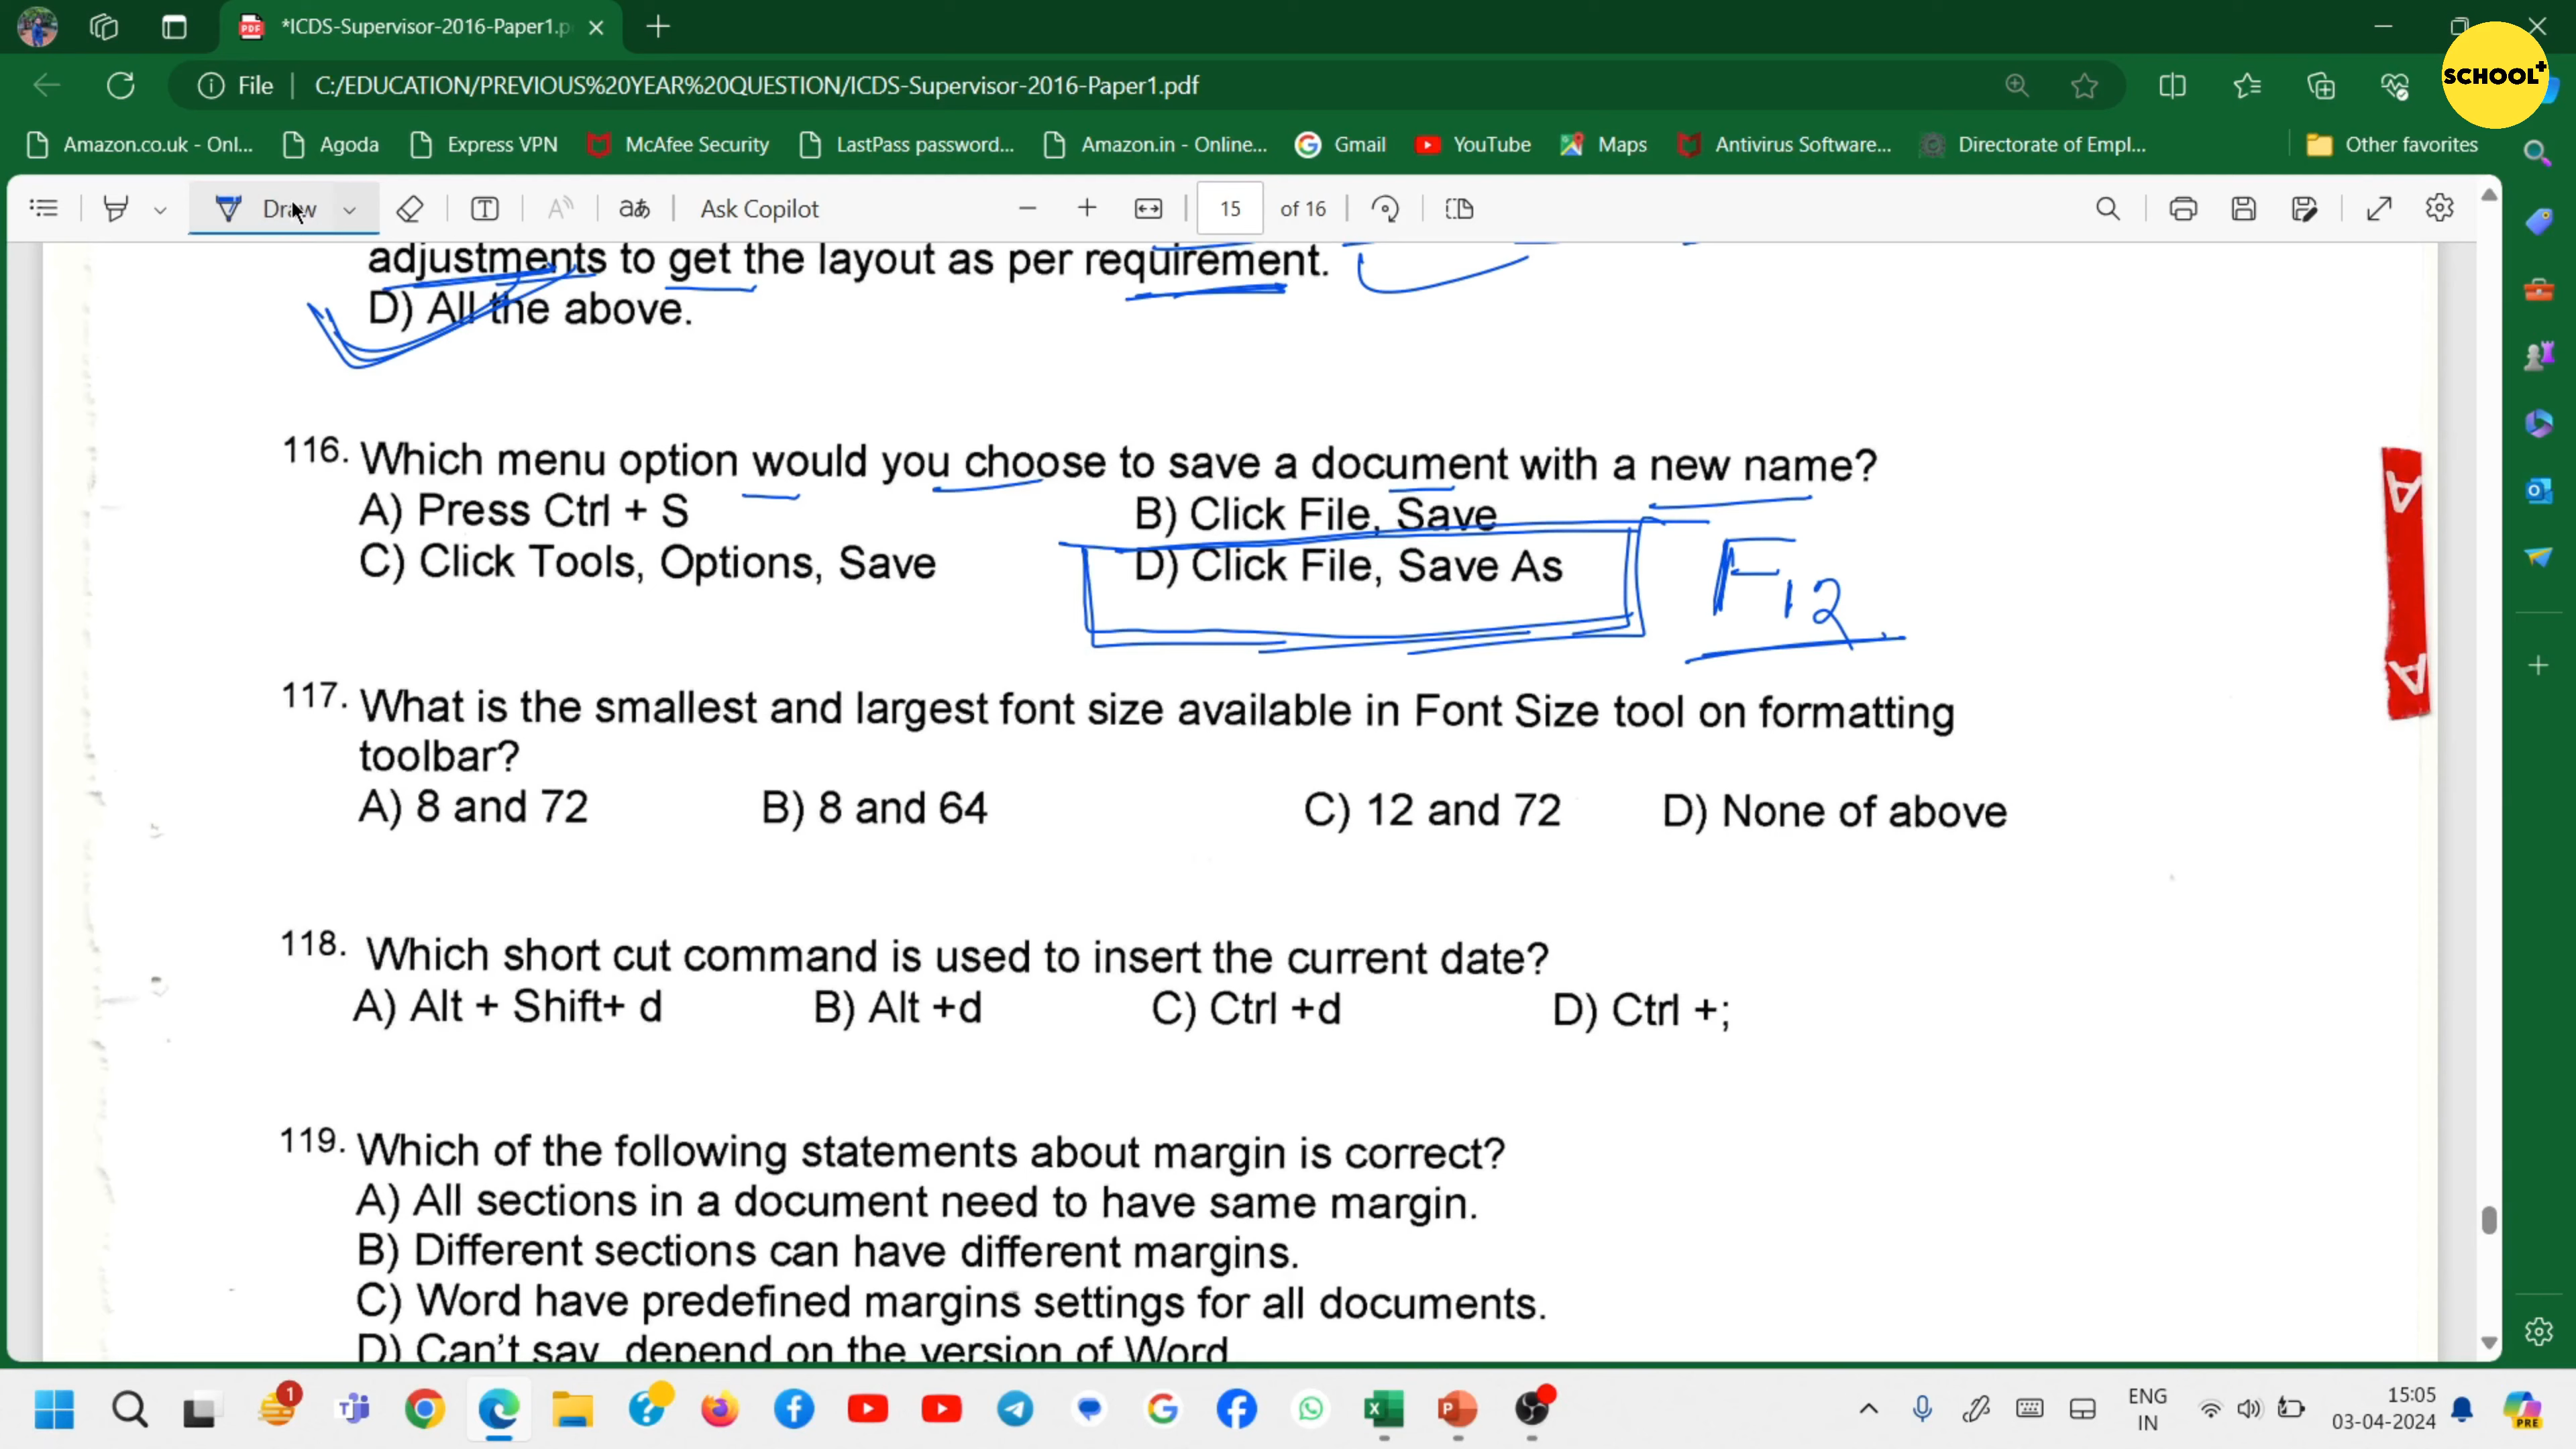 *ICDS-Supervisor-2016-Paper1.p
SCHOOL+
File
C:/EDUCATION/PREVIOUS%20YEAR%20QUESTION/ICDS-Supervisor-2016-Paper1.pdf
Amazon.co.uk - Onl...
Agoda
Express VPN
McAfee Security
LastPass password...
Amazon.in - Online...
Gmail
YouTube
Maps
Antivirus Software...
Directorate of Empl...
Other favorites
Draw
Ask Copilot
15 of 16
adjustments to get the layout as per requirement.
D) All the above.
116. Which menu option would you choose to save a document with a new name?
A) Press Ctrl + S B) Click File, Save
C) Click Tools, Options, Save D) Click File, Save As
F12
117. What is the smallest and largest font size available in Font Size tool on formatting
toolbar?
A) 8 and 72 B) 8 and 64 C) 12 and 72 D) None of above
118. Which short cut command is used to insert the current date?
A) Alt + Shift+ d B) Alt +d C) Ctrl +d D) Ctrl +;
119. Which of the following statements about margin is correct?
A) All sections in a document need to have same margin.
B) Different sections can have different margins.
C) Word have predefined margins settings for all documents.
D) Can't say, depend on the version of Word
A
A
1
ENG
IN
15:05
03-04-2024
PRE